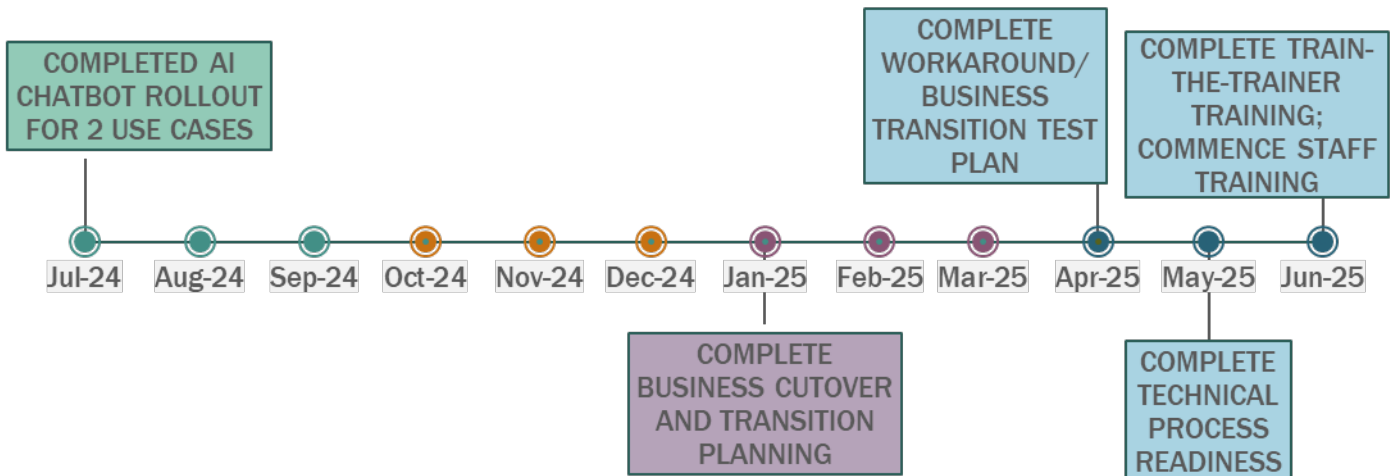 COMPLETED AI
CHATBOT ROLLOUT
FOR 2 USE CASES
COMPLETE
WORKAROUND/
BUSINESS
TRANSITION TEST
PLAN
COMPLETE TRAIN-
THE-TRAINER
TRAINING;
COMMENCE STAFF
TRAINING
Jul-24 Aug-24 Sep-24 Oct-24 Nov-24 Dec-24 Jan-25 Feb-25 Mar-25 Apr-25 May-25 Jun-25
COMPLETE
BUSINESS CUTOVER
AND TRANSITION
PLANNING
COMPLETE
TECHNICAL
PROCESS
READINESS